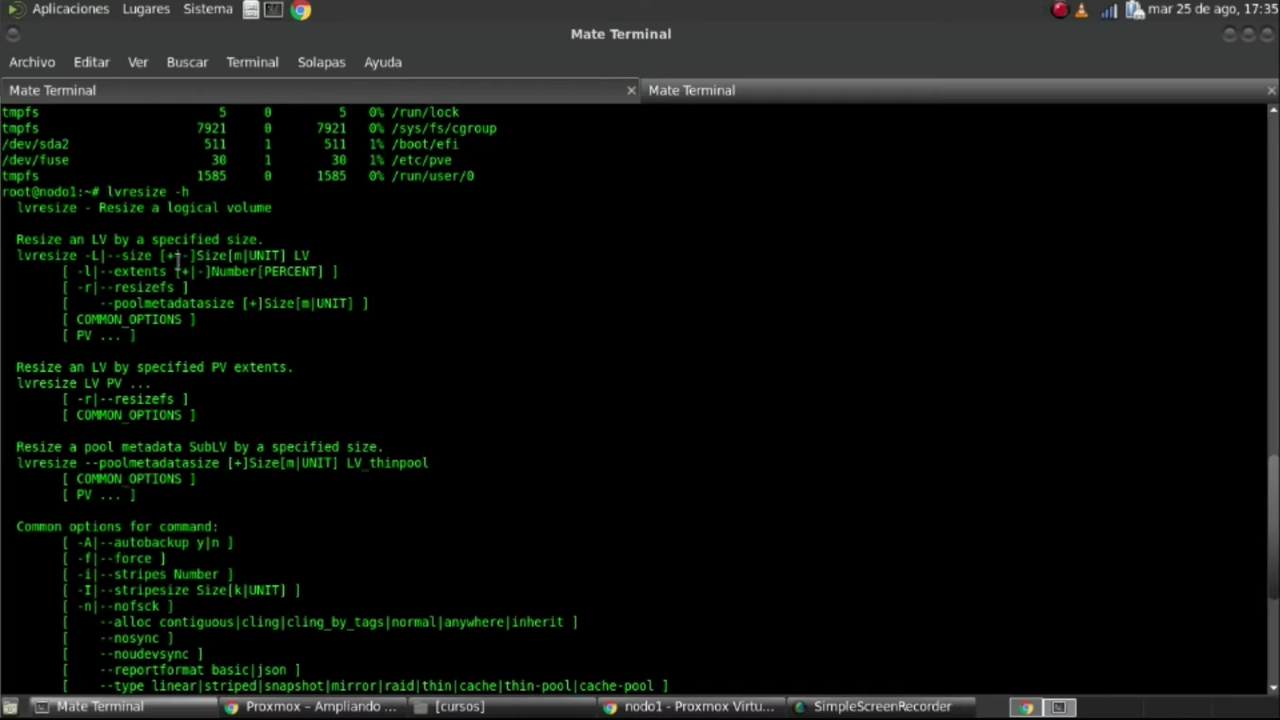 Aplicaciones Lugares Sistema mar 25 de ago, 17:35
Mate Terminal
Archivo Editar Ver Buscar Terminal Solapas Ayuda
Mate Terminal Mate Terminal
tmpfs 5 0 5 0% /run/lock
tmpfs 7921 0 7921 0% /sys/fs/cgroup
/dev/sda2 511 1 511 1% /boot/efi
/dev/fuse 30 1 30 1% /etc/pve
tmpfs 1585 0 1585 0% /run/user/0
root@nodo1:~# lvresize -h
lvresize - Resize a logical volume
Resize an LV by a specified size.
lvresize -L|--size [+|-]Size[m|UNIT] LV
[ -l|--extents [+|-]Number[PERCENT] ]
[ -r|--resizefs ]
[ --poolmetadatasize [+]Size[m|UNIT] ]
[ COMMON_OPTIONS ]
[ PV ... ]
Resize an LV by specified PV extents.
lvresize LV PV ...
[ -r|--resizefs ]
[ COMMON_OPTIONS ]
Resize a pool metadata SubLV by a specified size.
lvresize --poolmetadatasize [+]Size[m|UNIT] LV_thinpool
[ COMMON_OPTIONS ]
[ PV ... ]
Common options for command:
[ -A|--autobackup y|n ]
[ -f|--force ]
[ -i|--stripes Number ]
[ -I|--stripesize Size[k|UNIT] ]
[ -n|--nofsck ]
[ --alloc contiguous|cling|cling_by_tags|normal|anywhere|inherit ]
[ --nosync ]
[ --noudevsync ]
[ --reportformat basic|json ]
[ --type linear|striped|snapshot|mirror|raid|thin|cache|thin-pool|cache-pool ]
Mate Terminal Proxmox – Ampliando ... [cursos] nodo1 - Proxmox Virtu... SimpleScreenRecorder